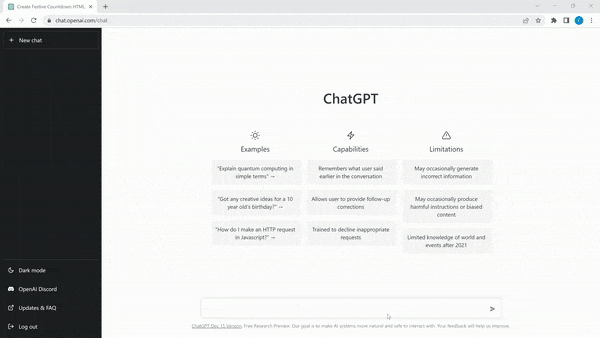 Create Festive Countdown HTML
chat.openai.com/chat
+ New chat
ChatGPT
Examples
Capabilities
Limitations
"Explain quantum computing in
simple terms" →
Remembers what user said
earlier in the conversation
May occasionally generate
incorrect information
"Got any creative ideas for a 10
year old's birthday?" →
Allows user to provide follow-up
corrections
May occasionally produce
harmful instructions or biased
content
"How do I make an HTTP request
in Javascript?" →
Trained to decline inappropriate
requests
Limited knowledge of world and
events after 2021
Dark mode
OpenAI Discord
Updates & FAQ
Log out
ChatGPT Dec 15 Version. Free Research Preview. Our goal is to make AI systems more natural and safe to interact with. Your feedback will help us improve.